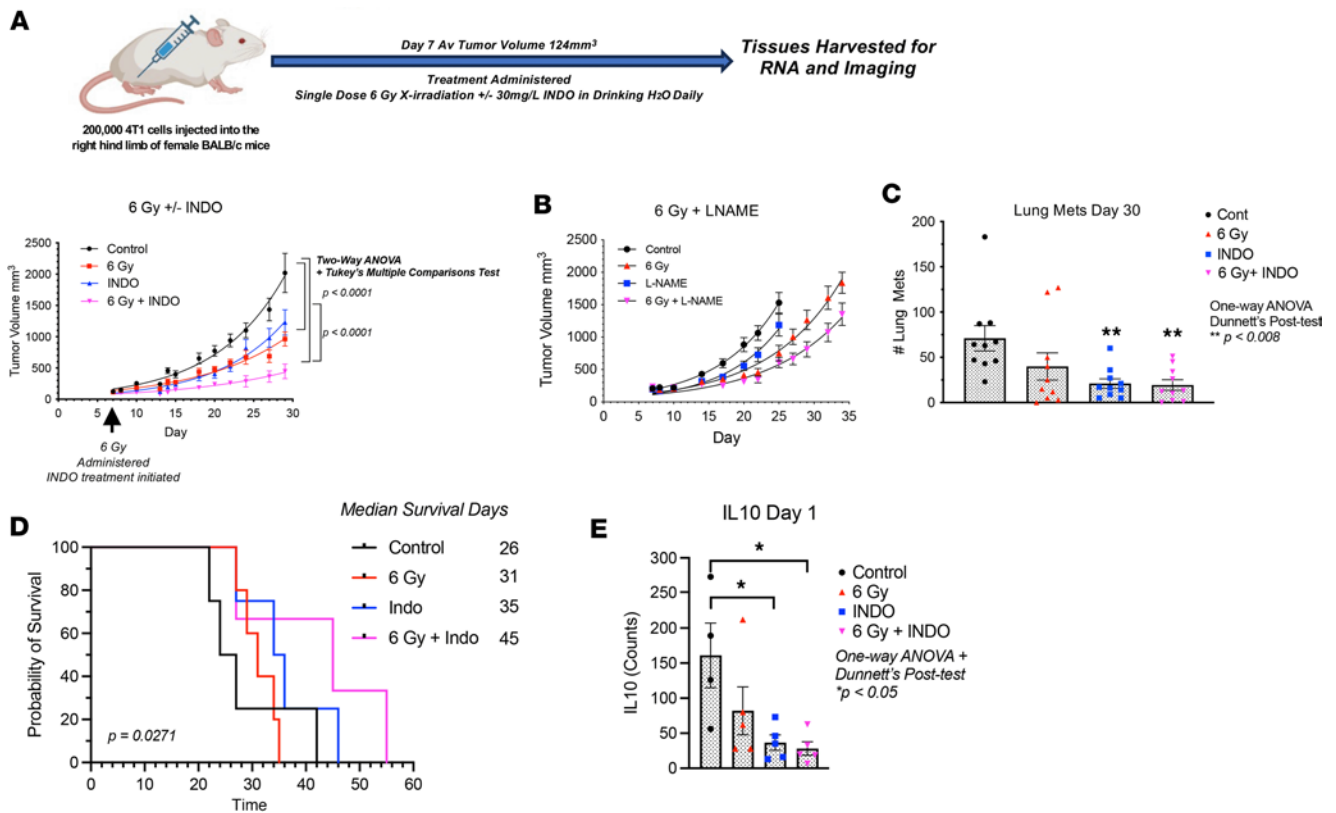 A
Day 7 Av Tumor Volume 124mm³
Treatment Administered
Single Dose 6 Gy X-irradiation +/- 30mg/L INDO in Drinking H₂O Daily
Tissues Harvested for
RNA and Imaging
200,000 4T1 cells injected into the
right hind limb of female BALB/c mice
6 Gy +/- INDO
Tumor Volume mm³
2500
2000
1500
1000
500
0
Control
6 Gy
INDO
6 Gy + INDO
Two-Way ANOVA
+ Tukey's Multiple Comparisons Test
p < 0.0001
p < 0.0001
0
5
10
15
20
25
30
Day
6 Gy
Administered
INDO treatment initiated
B
6 Gy + LNAME
Tumor Volume mm³
2500
2000
1500
1000
500
0
Control
6 Gy
L-NAME
6 Gy + L-NAME
0
5
10
15
20
25
30
35
Day
C
Lung Mets Day 30
# Lung Mets
200
150
100
50
0
**
**
Cont
6 Gy
INDO
6 Gy+ INDO
One-way ANOVA
Dunnett's Post-test
** p < 0.008
D
Probability of Survival
100
80
60
40
20
0
p = 0.0271
0
10
20
30
40
50
60
Time
Median Survival Days
Control 26
6 Gy 31
Indo 35
6 Gy + Indo 45
E
IL10 Day 1
IL10 (Counts)
300
250
200
150
100
50
0
*
*
Control
6 Gy
INDO
6 Gy + INDO
One-way ANOVA +
Dunnett's Post-test
*p < 0.05